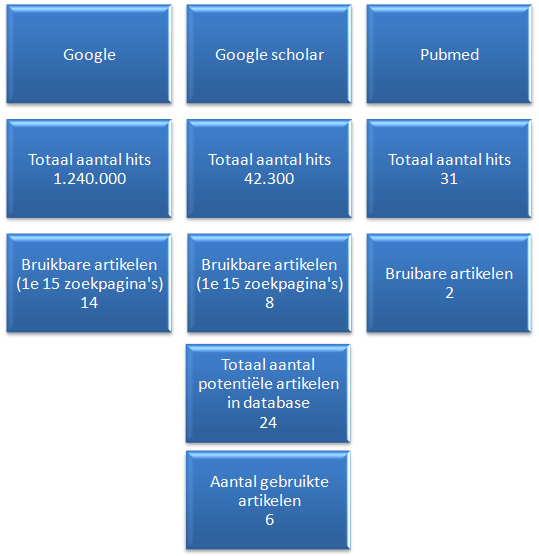 Google
Google scholar
Pubmed
Totaal aantal hits
1.240.000
Totaal aantal hits
42.300
Totaal aantal hits
31
Bruikbare artikelen
(1e 15 zoekpagina's)
14
Bruikbare artikelen
(1e 15 zoekpagina's)
8
Bruibare artikelen
2
Totaal aantal
potentiële artikelen
in database
24
Aantal gebruikte
artikelen
6